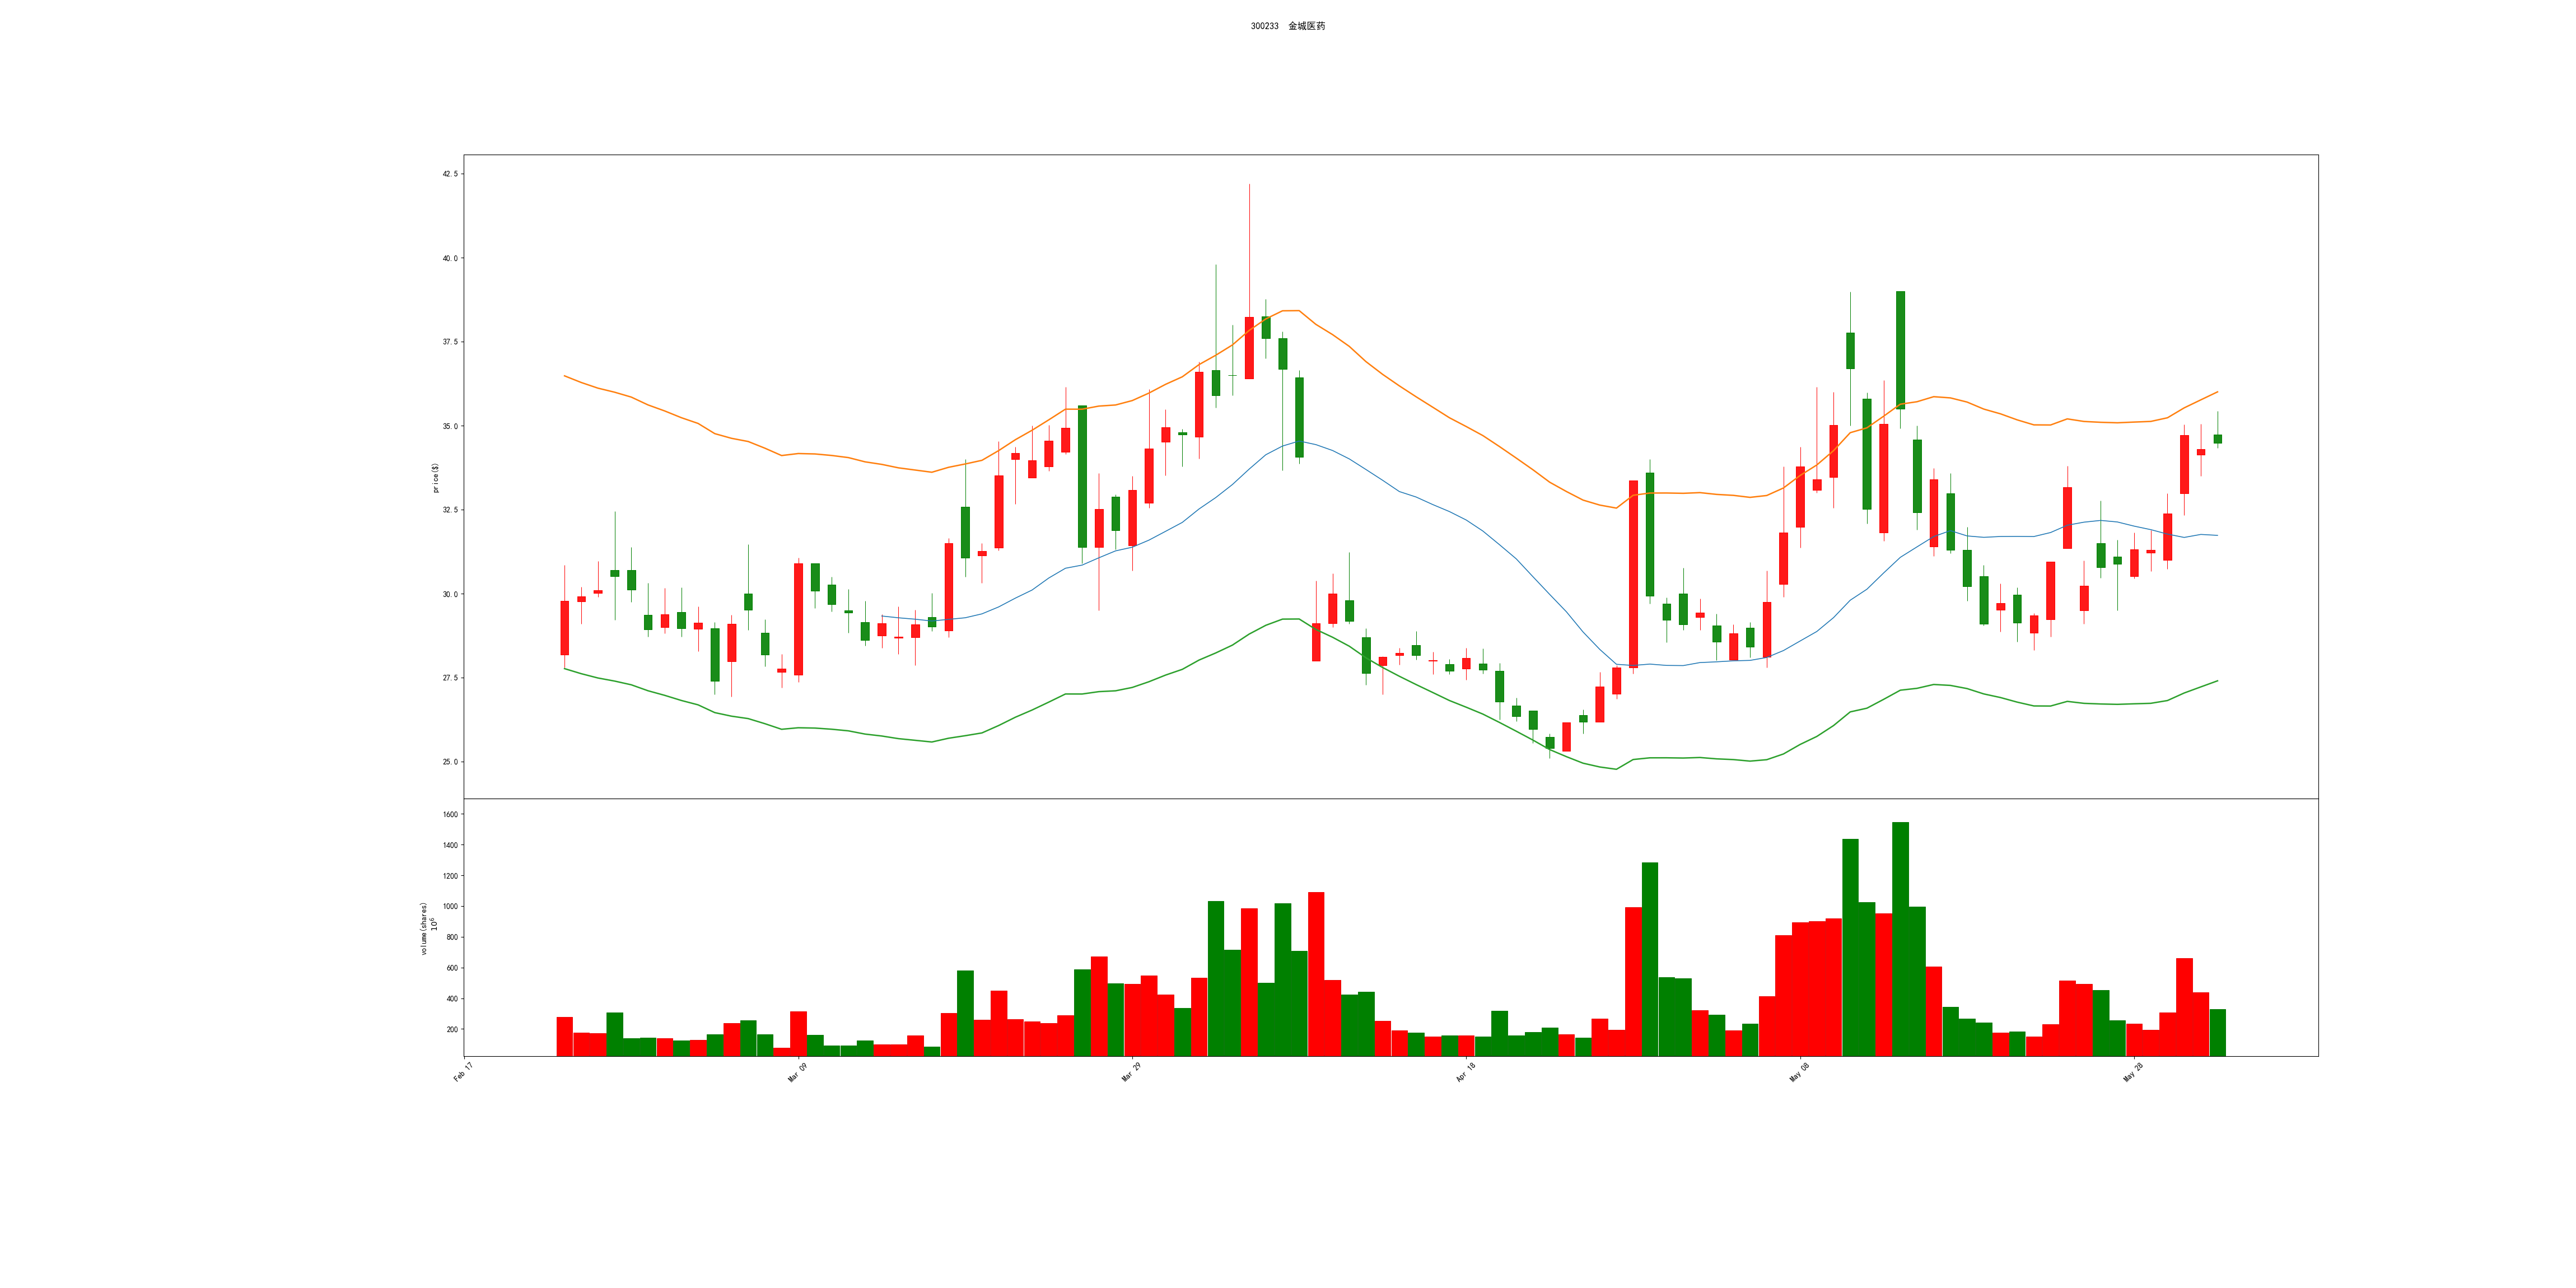 300233 金城医药
42.5
40.0
37.5
35.0
32.5
30.0
27.5
25.0
price($)
1600
1400
1200
1000
800
600
400
200
volume(shares)
10⁶
Feb 17
Mar 09
Mar 29
Apr 18
May 08
May 28